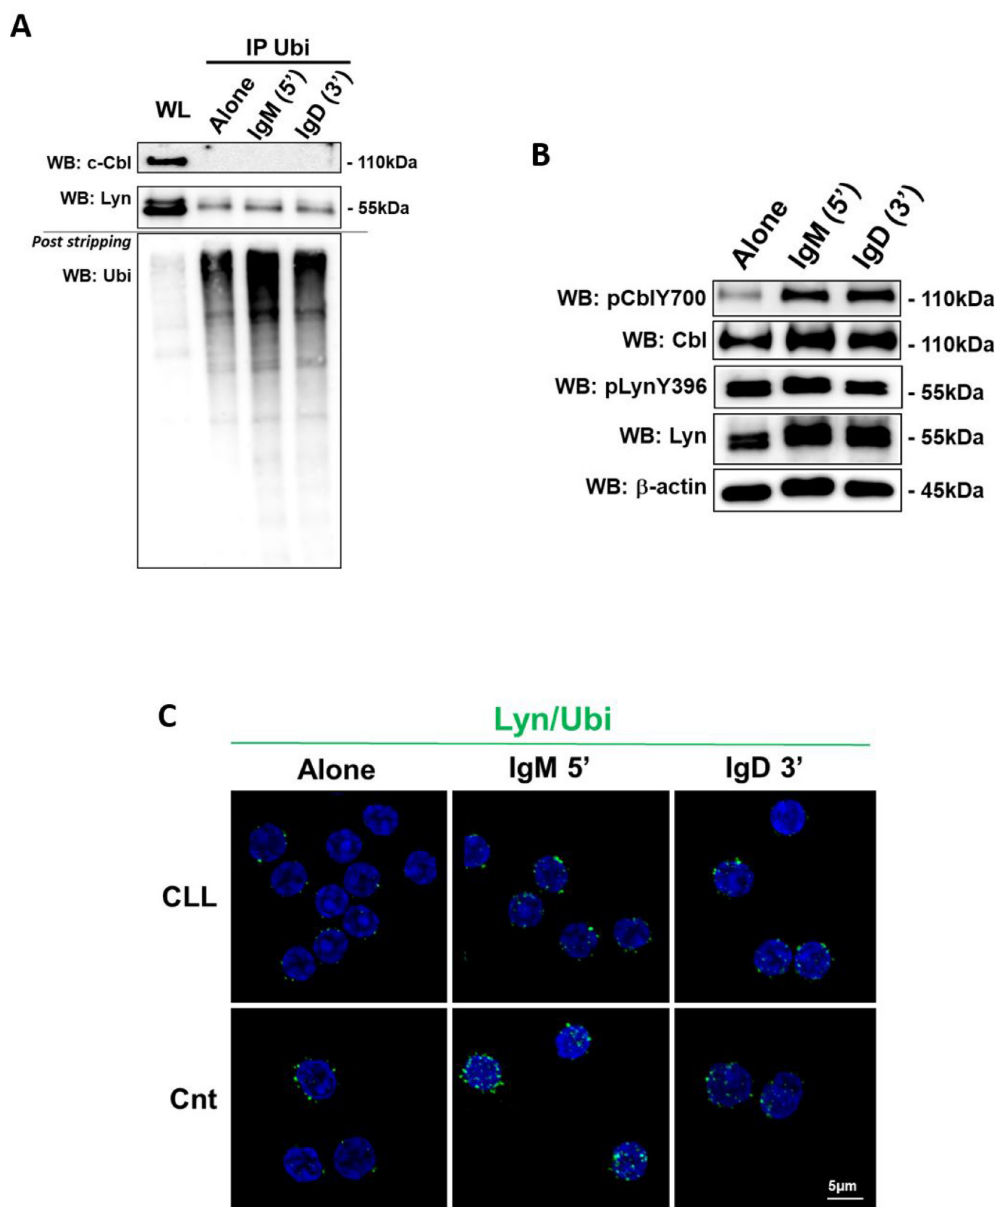 A
IP Ubi
WL
Alone
IgM (5’)
IgD (3’)
WB: c-Cbl
- 110kDa
WB: Lyn
- 55kDa
Post stripping
WB: Ubi
B
Alone
IgM (5’)
IgD (3’)
WB: pCblY700
- 110kDa
WB: Cbl
- 110kDa
WB: pLynY396
- 55kDa
WB: Lyn
- 55kDa
WB: β-actin
- 45kDa
C
Lyn/Ubi
Alone
IgM 5’
IgD 3’
CLL
Cnt
5µm